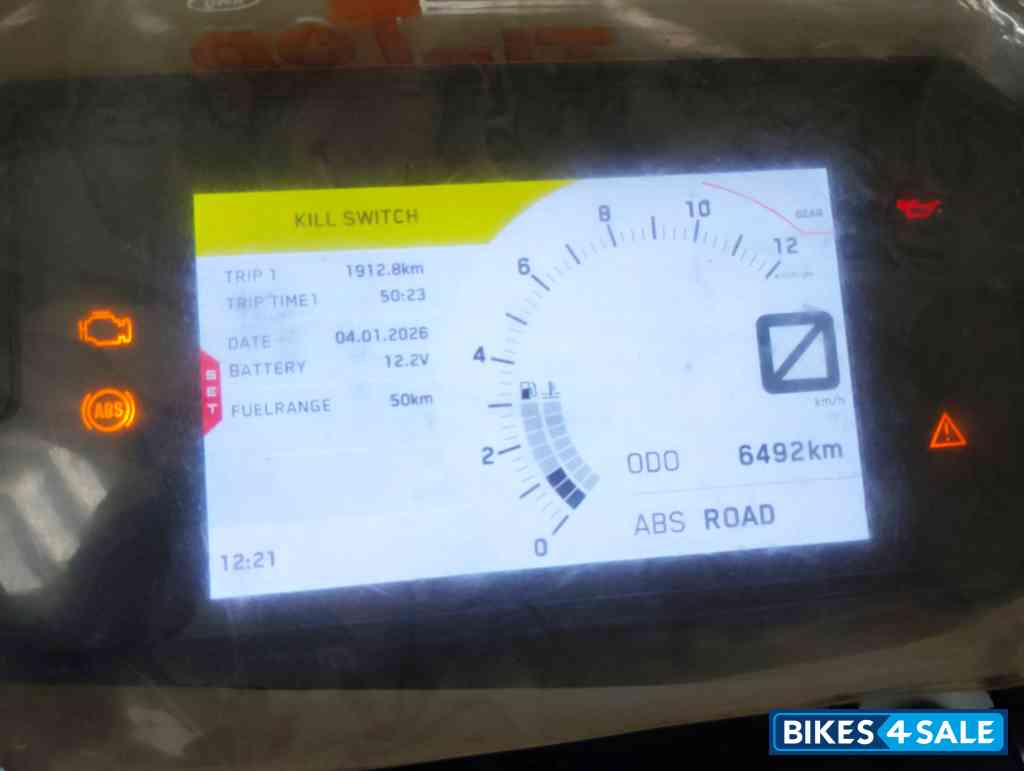 KILL SWITCH
TRIP 1 1912.8km
TRIP TIME1 50:23
DATE 04.01.2026
BATTERY 12.2V
FUELRANGE 50km
SET
12:21
0
2
4
6
8
10
12
GEAR
km/h
ODO 6492km
ABS ROAD
ABS
BIKES4SALE